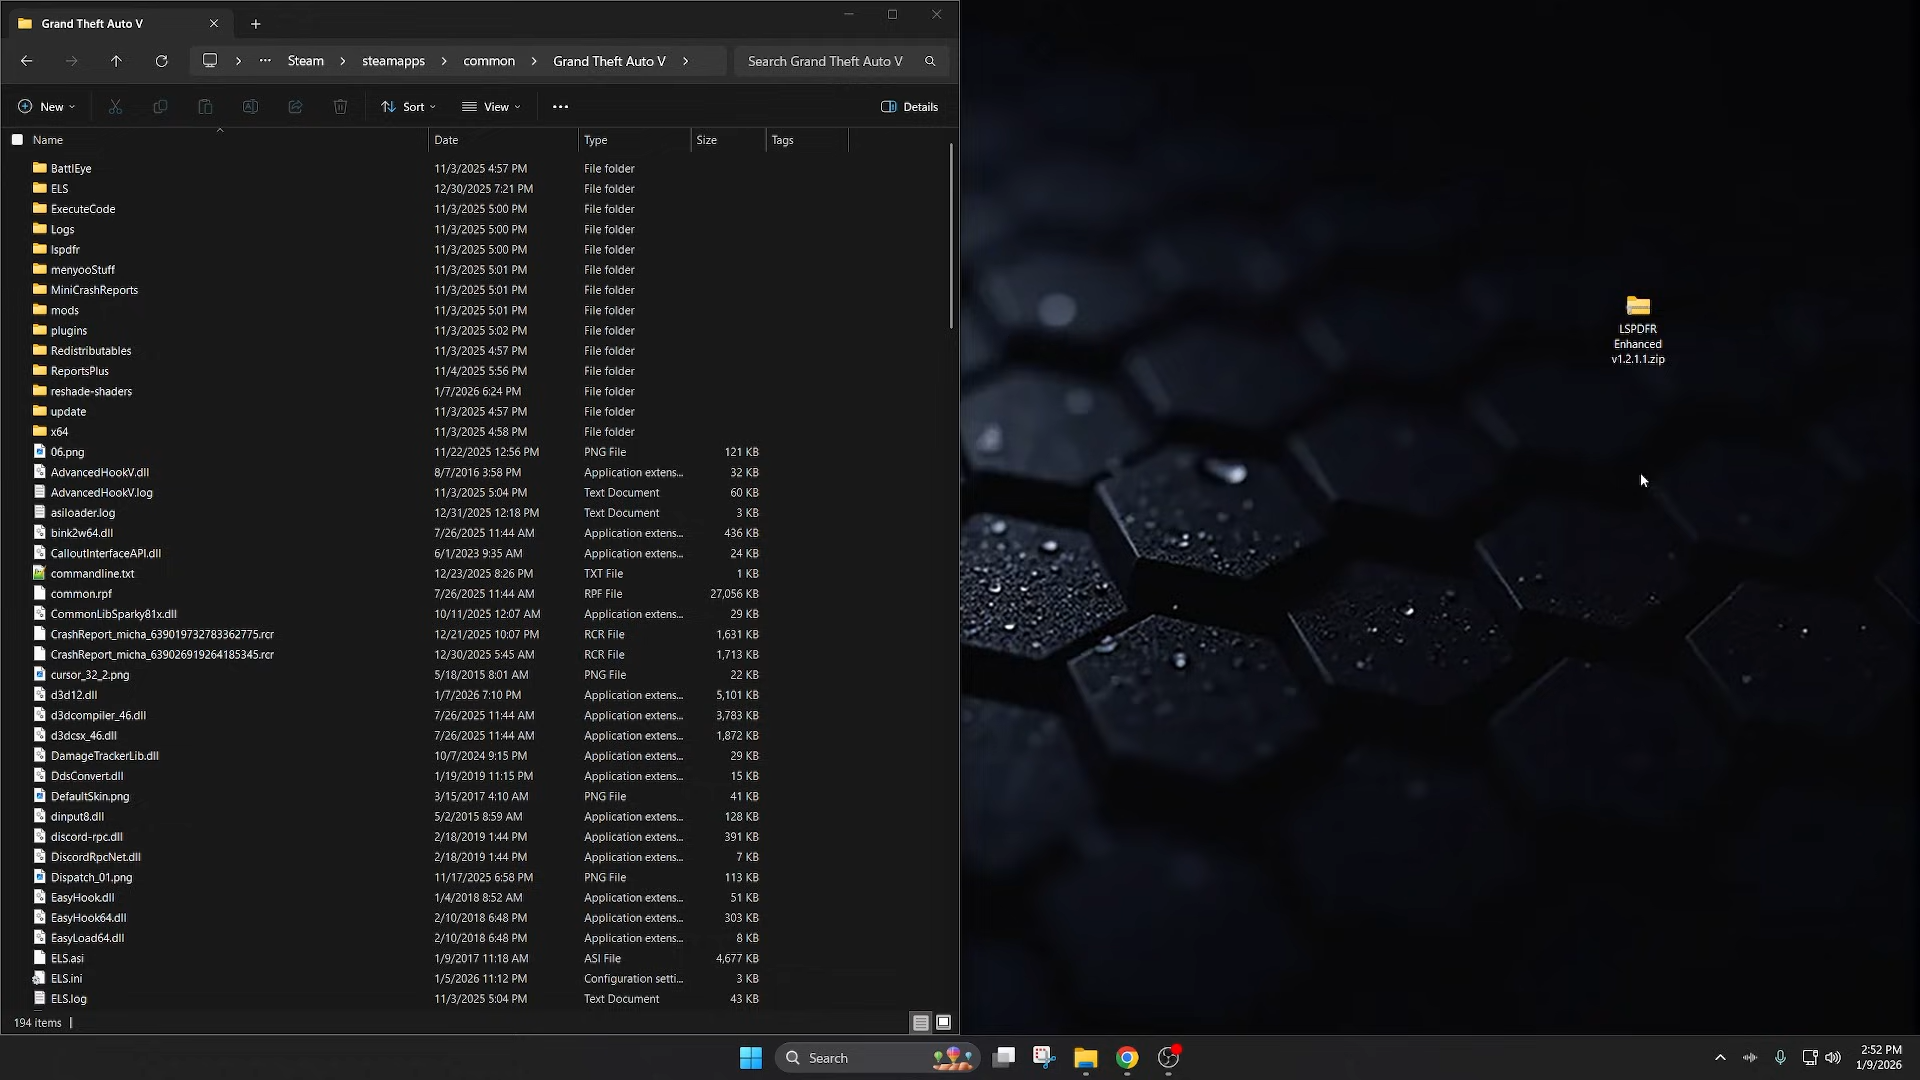 Grand Theft Auto V
Steam
steamapps
common
Grand Theft Auto V
Search Grand Theft Auto V
New
Sort
View
Details
Name Date Type Size Tags
BattlEye 11/3/2025 4:57 PM File folder
ELS 12/30/2025 7:21 PM File folder
ExecuteCode 11/3/2025 5:00 PM File folder
Logs 11/3/2025 5:00 PM File folder
lspdfr 11/3/2025 5:00 PM File folder
menyooStuff 11/3/2025 5:01 PM File folder
MiniCrashReports 11/3/2025 5:01 PM File folder
mods 11/3/2025 5:01 PM File folder
plugins 11/3/2025 5:02 PM File folder
Redistributables 11/3/2025 4:57 PM File folder
ReportsPlus 11/4/2025 5:56 PM File folder
reshade-shaders 1/7/2026 6:24 PM File folder
update 11/3/2025 4:57 PM File folder
x64 11/3/2025 4:58 PM File folder
06.png 11/22/2025 12:56 PM PNG File 121 KB
AdvancedHookV.dll 8/7/2016 3:58 PM Application extens... 32 KB
AdvancedHookV.log 11/3/2025 5:04 PM Text Document 60 KB
asiloader.log 12/31/2025 12:18 PM Text Document 3 KB
bink2w64.dll 7/26/2025 11:44 AM Application extens... 436 KB
CalloutInterfaceAPI.dll 6/1/2023 9:35 AM Application extens... 24 KB
commandline.txt 12/23/2025 8:26 PM TXT File 1 KB
common.rpf 7/26/2025 11:44 AM RPF File 27,056 KB
CommonLibSparky81x.dll 10/11/2025 12:07 AM Application extens... 29 KB
CrashReport_micha_639019732783362775.rcr 12/21/2025 10:07 PM RCR File 1,631 KB
CrashReport_micha_639026919264185345.rcr 12/30/2025 5:45 AM RCR File 1,713 KB
cursor_32_2.png 5/18/2015 8:01 AM PNG File 22 KB
d3d12.dll 1/7/2026 7:10 PM Application extens... 5,101 KB
d3dcompiler_46.dll 7/26/2025 11:44 AM Application extens... 3,783 KB
d3dcsx_46.dll 7/26/2025 11:44 AM Application extens... 1,872 KB
DamageTrackerLib.dll 10/7/2024 9:15 PM Application extens... 29 KB
DdsConvert.dll 1/19/2019 11:15 PM Application extens... 15 KB
DefaultSkin.png 3/15/2017 4:10 AM PNG File 41 KB
dinput8.dll 5/2/2015 8:59 AM Application extens... 128 KB
discord-rpc.dll 2/18/2019 1:44 PM Application extens... 391 KB
DiscordRpcNet.dll 2/18/2019 1:44 PM Application extens... 7 KB
Dispatch_01.png 11/17/2025 6:58 PM PNG File 113 KB
EasyHook.dll 1/4/2018 8:52 AM Application extens... 51 KB
EasyHook64.dll 2/10/2018 6:48 PM Application extens... 303 KB
EasyLoad64.dll 2/10/2018 6:48 PM Application extens... 8 KB
ELS.asi 1/9/2017 11:18 AM ASI File 4,677 KB
ELS.ini 1/5/2026 11:12 PM Configuration setti... 3 KB
ELS.log 11/3/2025 5:04 PM Text Document 43 KB
194 items
LSPDFR
Enhanced
v1.2.1.1.zip
Search
2:52 PM
1/9/2026